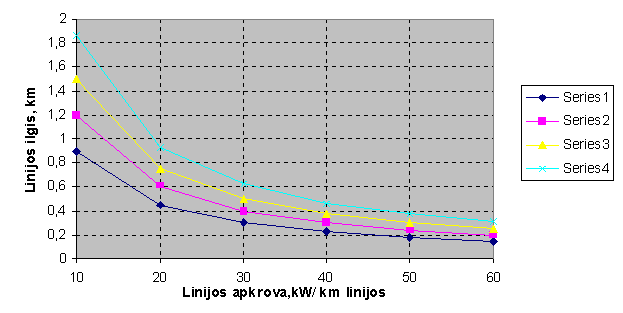 2
1,8
1,6
1,4
1,2
1
0,8
0,6
0,4
0,2
0
Linijos ilgis, km
10 20 30 40 50 60
Linijos apkrova,kW/ km linijos
Series1
Series2
Series3
Series4